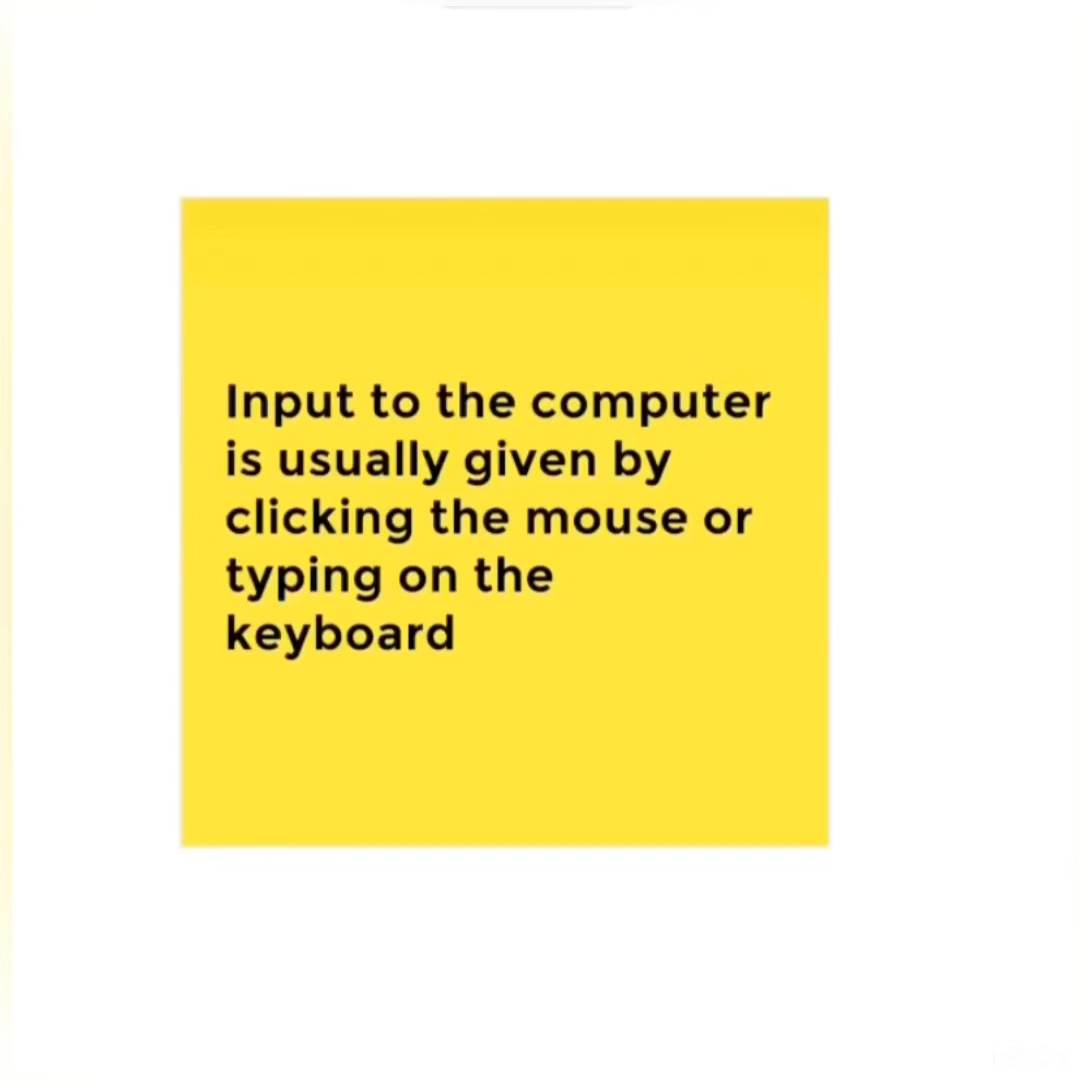 Input to the computer
is usually given by
clicking the mouse or
typing on the
keyboard